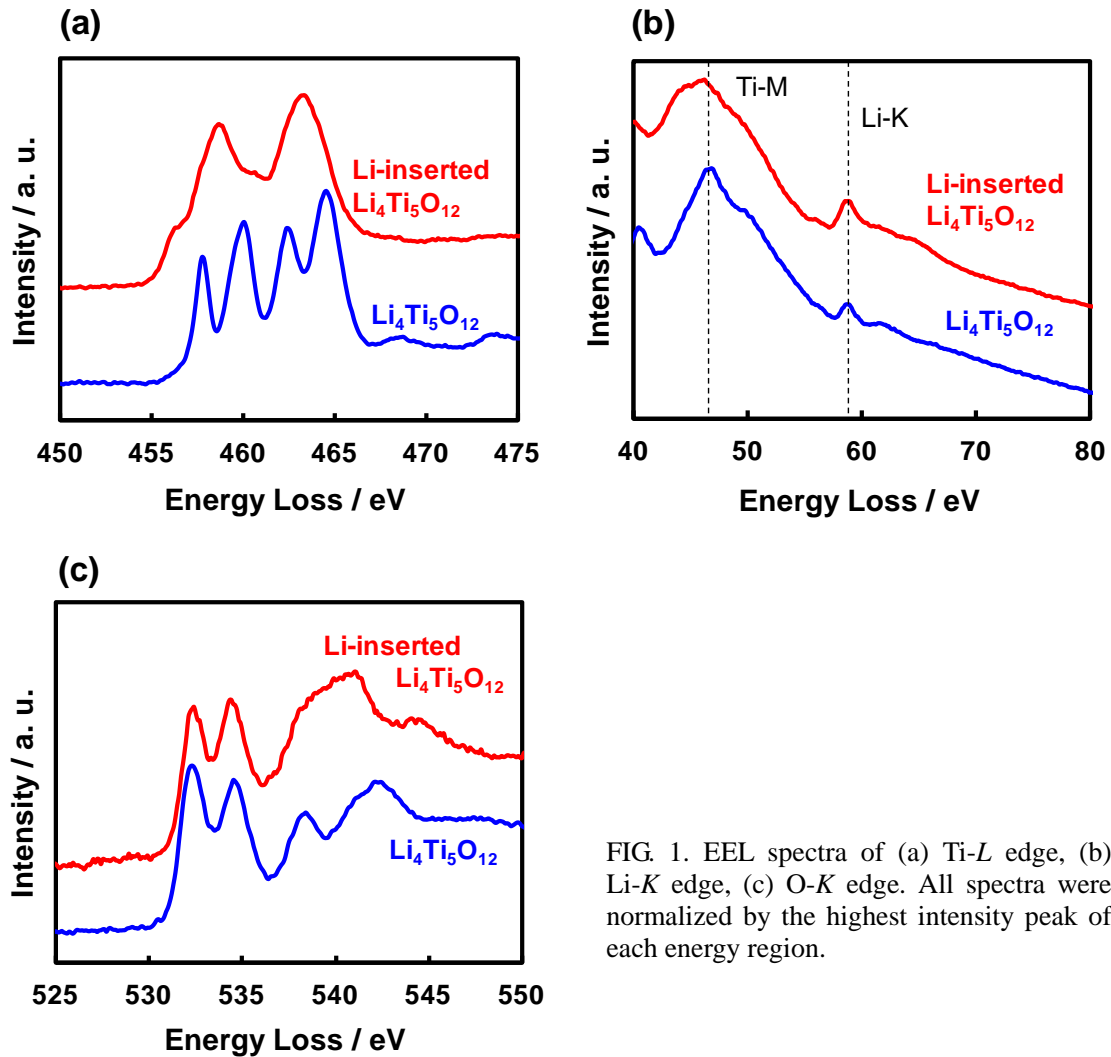 (a)
Intensity / a. u.
Li-inserted
Li4Ti5O12
Li4Ti5O12
450 455 460 465 470 475
Energy Loss / eV
(b)
Intensity / a. u.
Ti-M
Li-K
Li-inserted
Li4Ti5O12
Li4Ti5O12
40 50 60 70 80
Energy Loss / eV
(c)
Intensity / a. u.
Li-inserted
Li4Ti5O12
Li4Ti5O12
525 530 535 540 545 550
Energy Loss / eV
FIG. 1. EEL spectra of (a) Ti-L edge, (b)
Li-K edge, (c) O-K edge. All spectra were
normalized by the highest intensity peak of
each energy region.